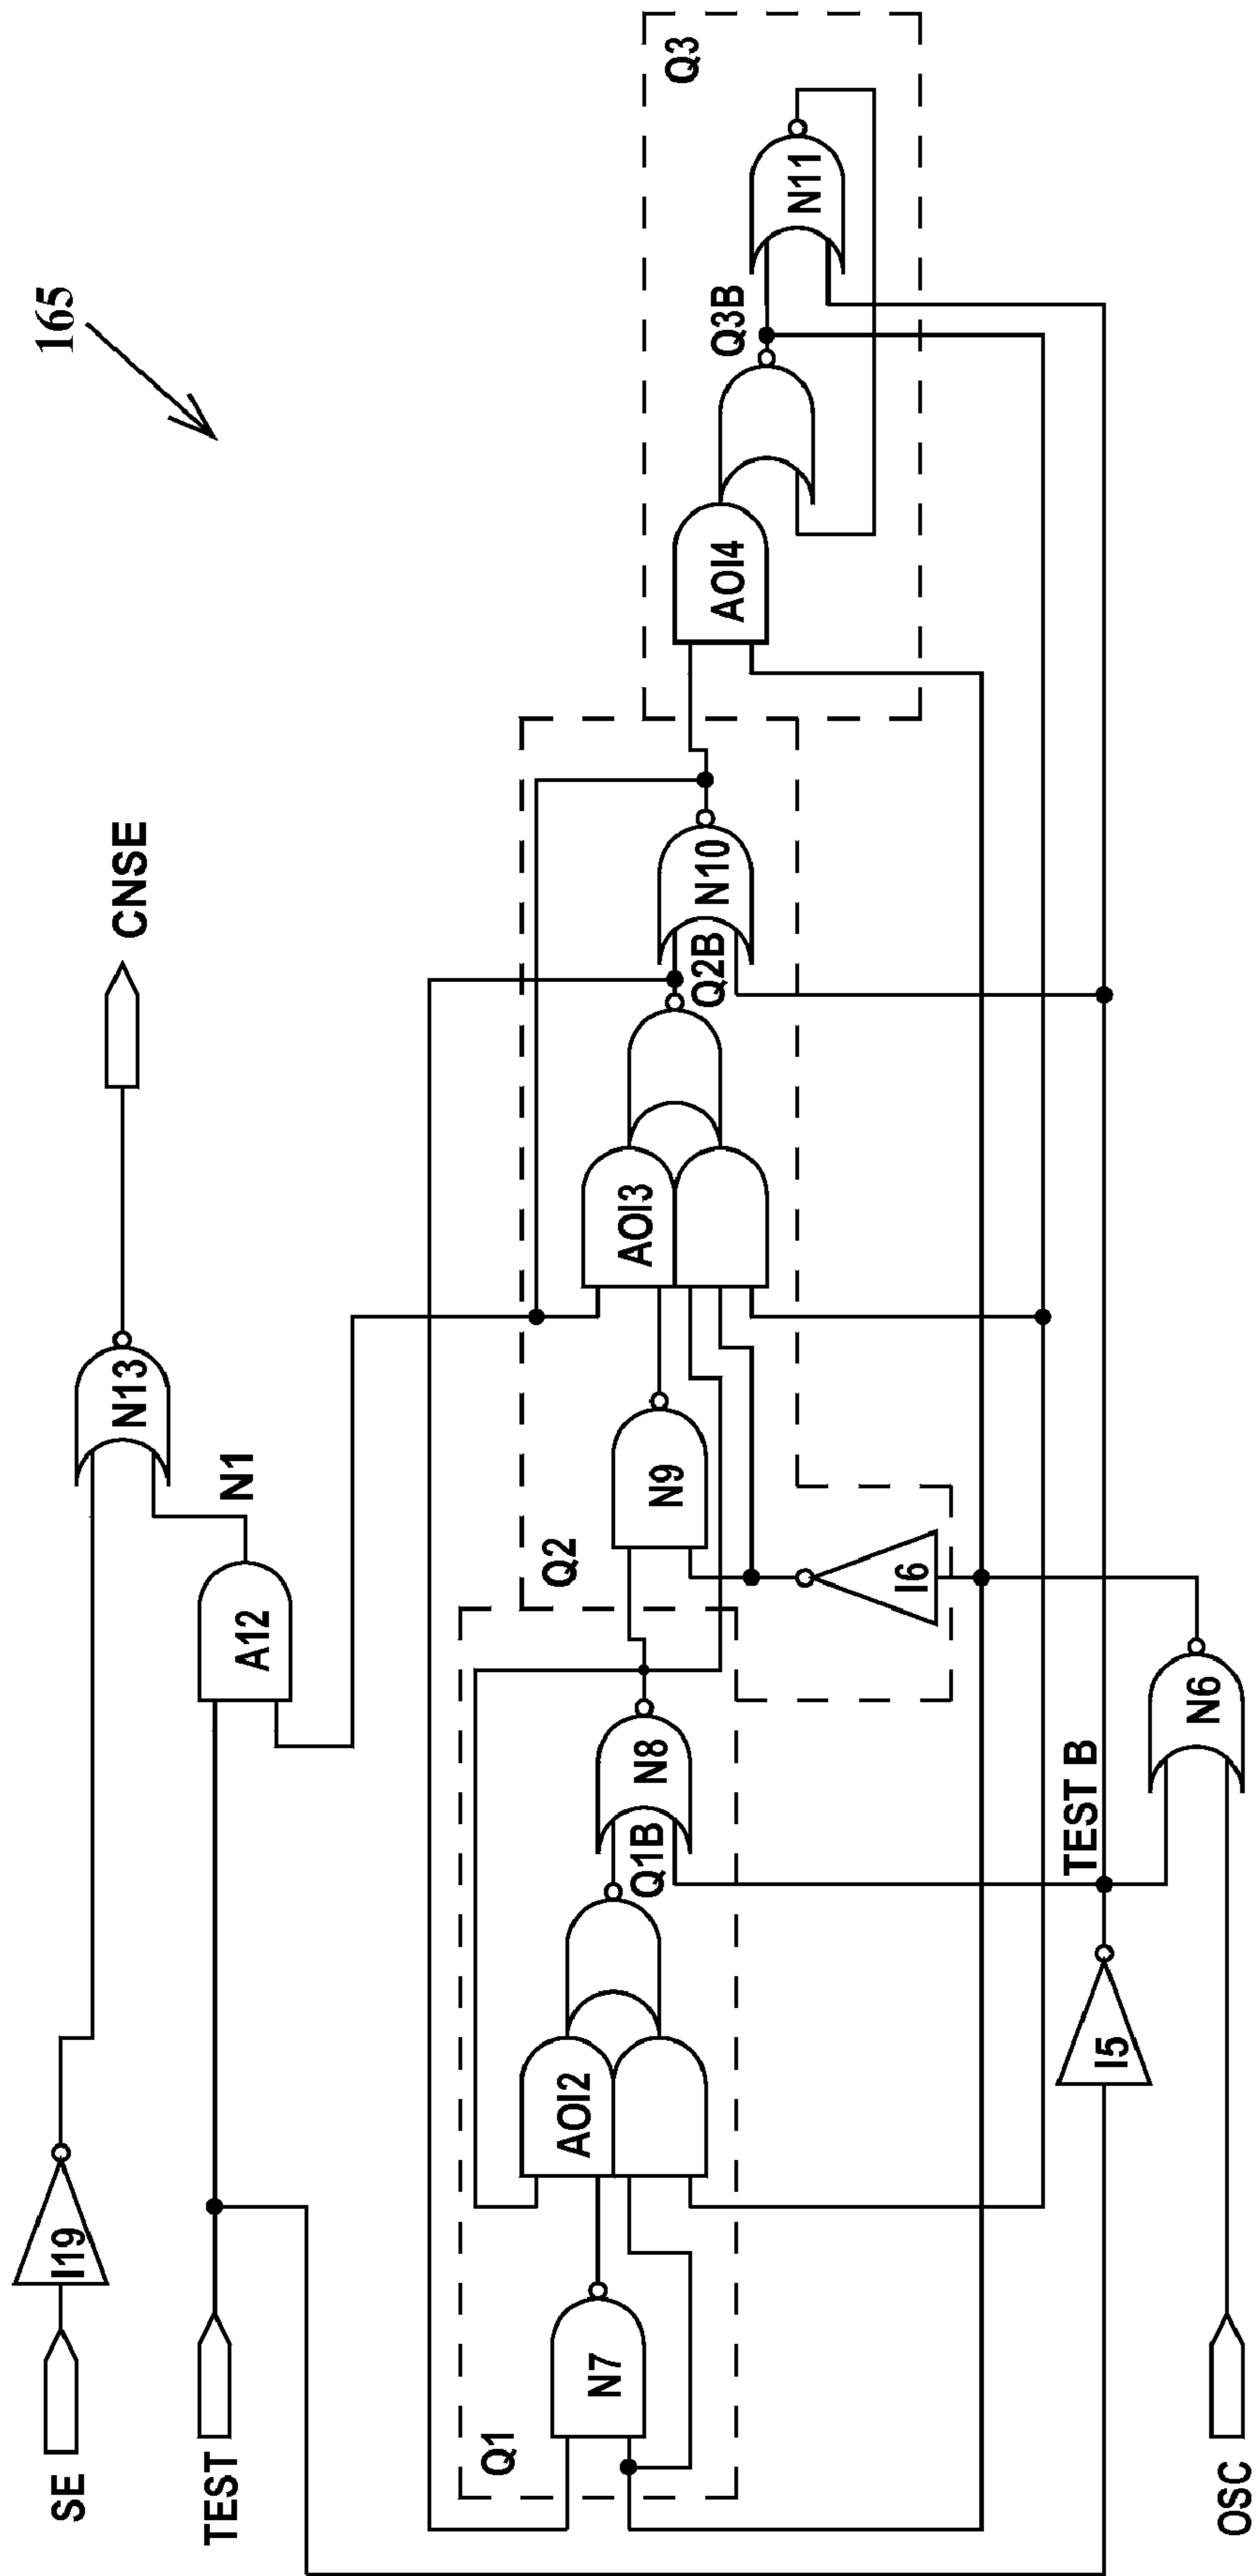 165
SE
I19
TEST
N13
CNSE
A12
N1
Q1
N7
AOI2
Q1B
N8
Q2
N9
AOI3
Q2B
N10
I6
Q3
AOI4
Q3B
N11
I5
TEST B
N6
OSC